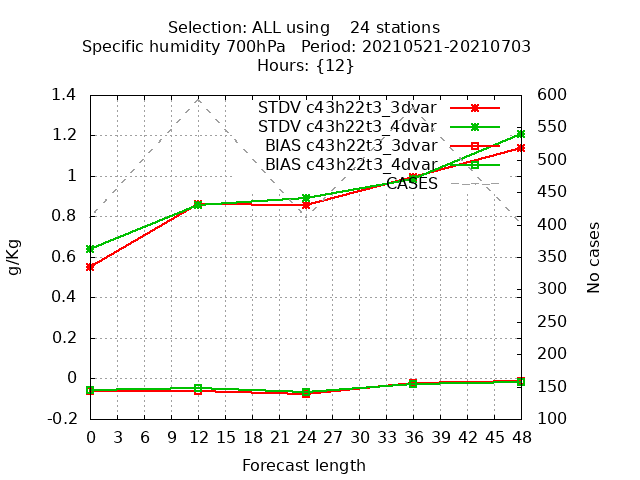 Selection: ALL using    24 stations
Specific humidity 700hPa   Period: 20210521-20210703
Hours: {12}
STDV c43h22t3_3dvar
STDV c43h22t3_4dvar
BIAS c43h22t3_3dvar
BIAS c43h22t3_4dvar
CASES
1.4
1.2
1
0.8
0.6
0.4
0.2
0
-0.2
g/Kg
600
550
500
450
400
350
300
250
200
150
100
No cases
0 3 6 9 12 15 18 21 24 27 30 33 36 39 42 45 48
Forecast length